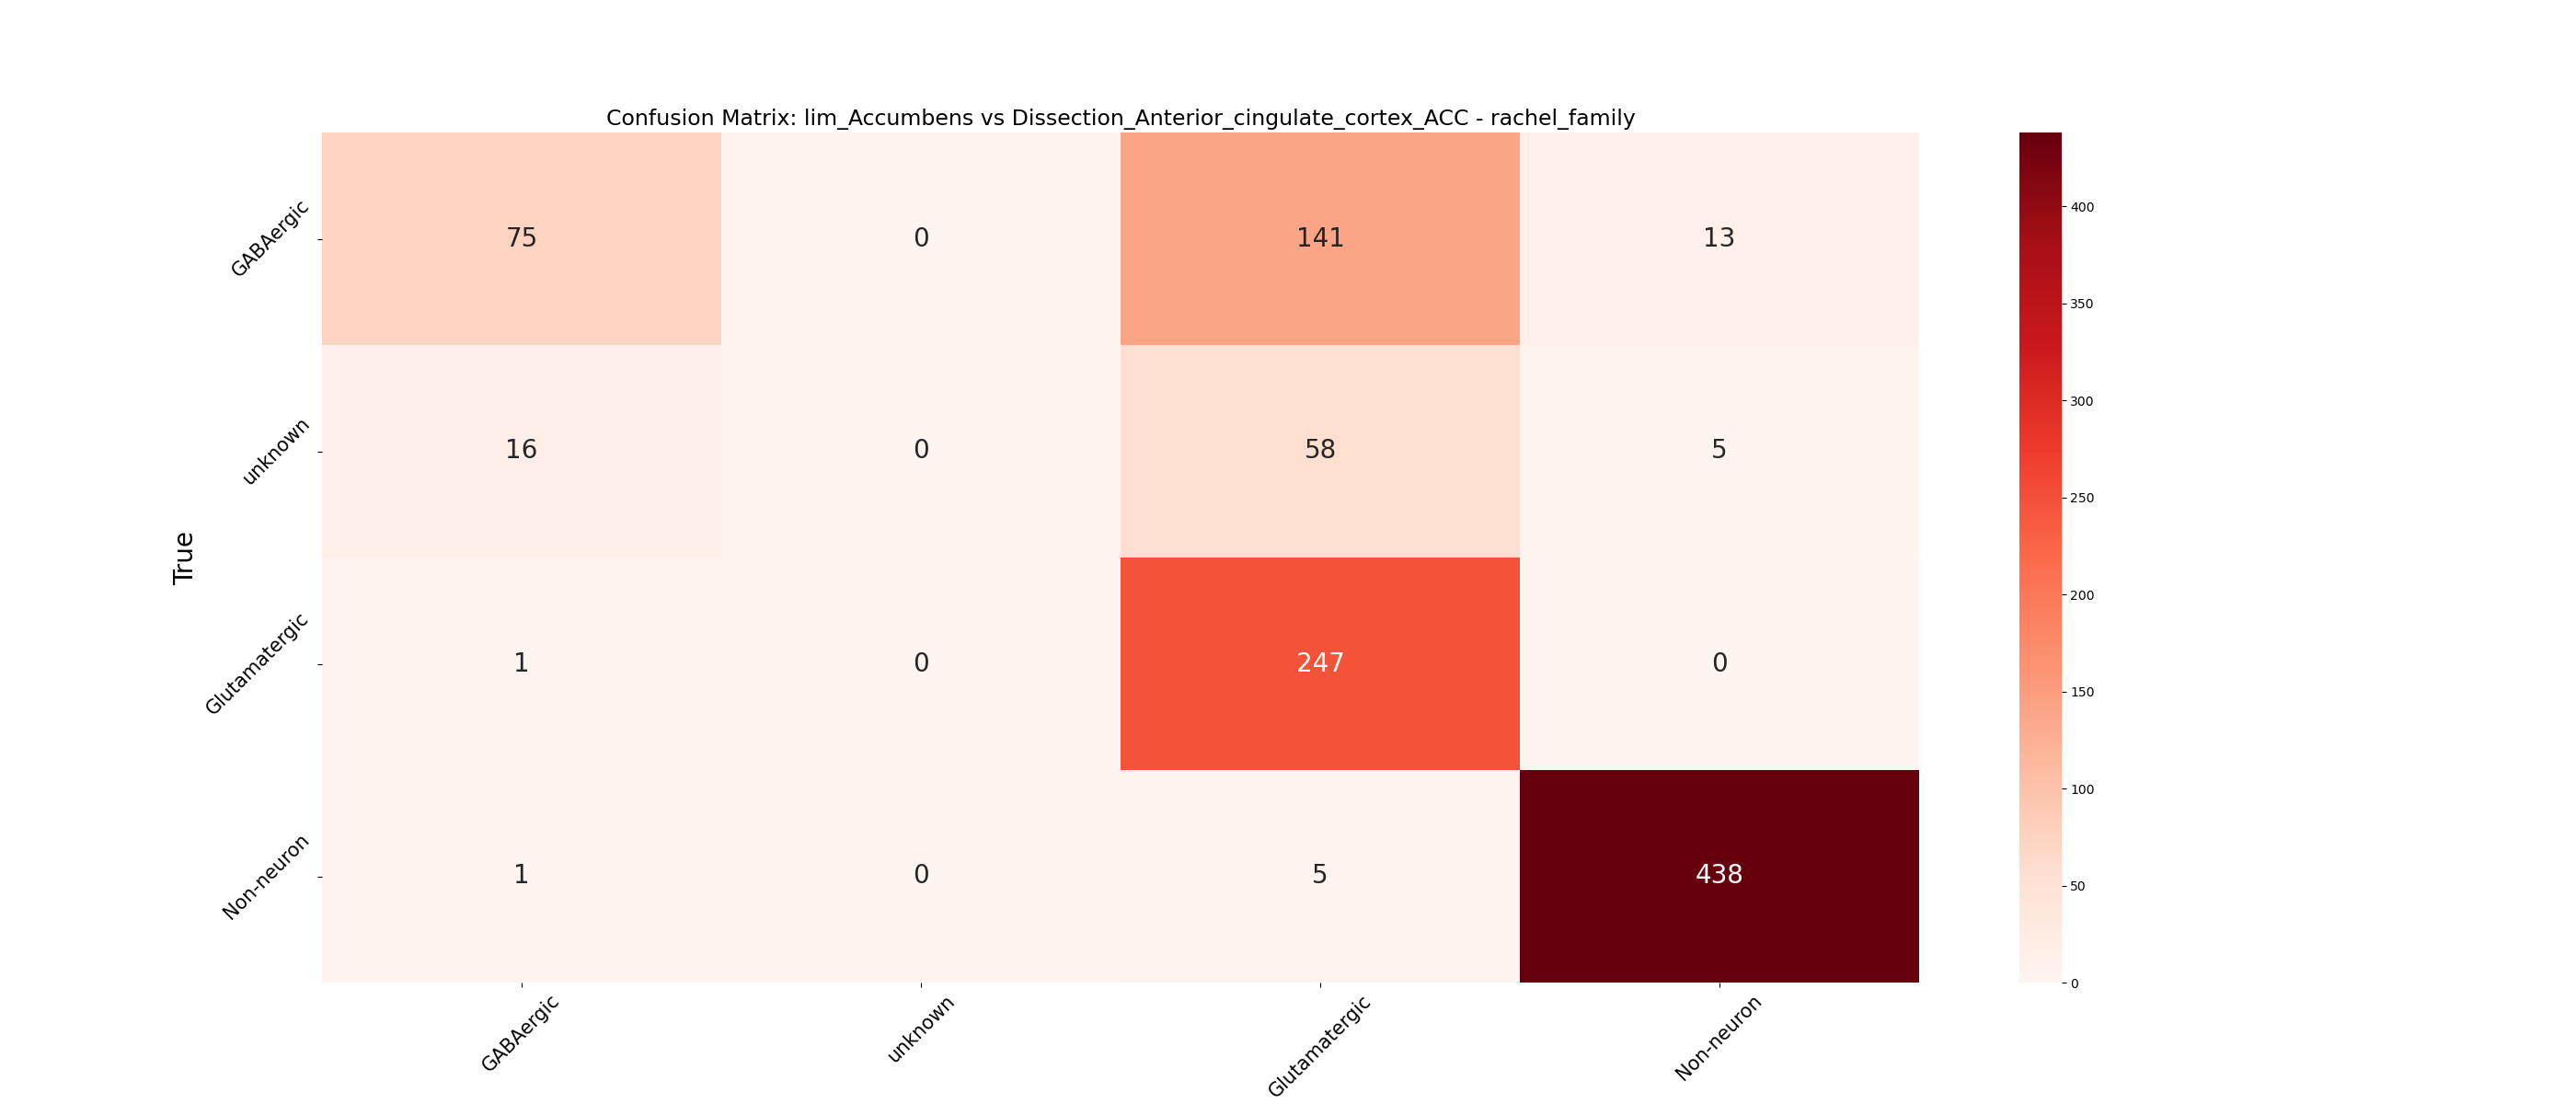 Confusion Matrix: lim_Accumbens vs Dissection_Anterior_cingulate_cortex_ACC - rachel_family
True
GABAergic
75 0 141 13
unknown
16 0 58 5
Glutamatergic
1 0 247 0
Non-neuron
1 0 5 438
GABAergic unknown Glutamatergic Non-neuron
400
350
300
250
200
150
100
50
0